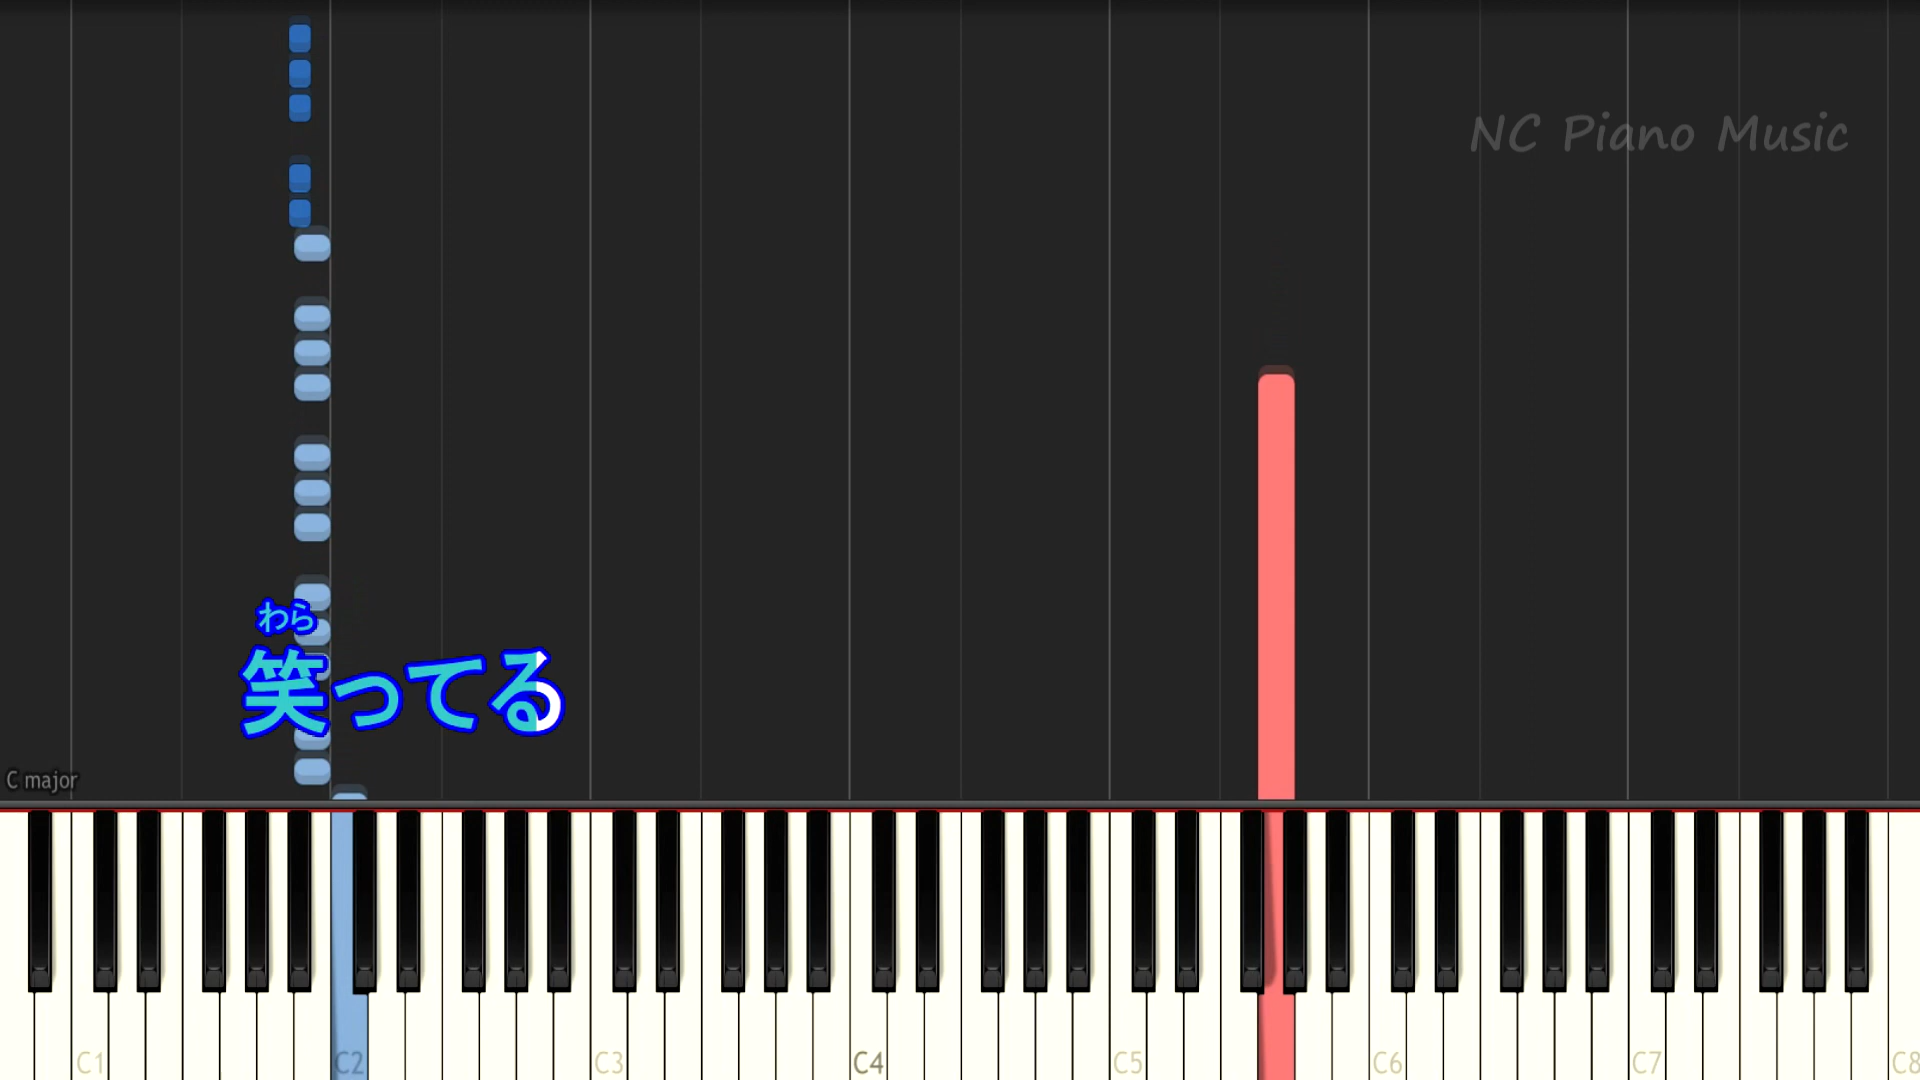 NC Piano Music
わら
笑ってる
C major
C1 C2 C3 C4 C5 C6 C7 C8